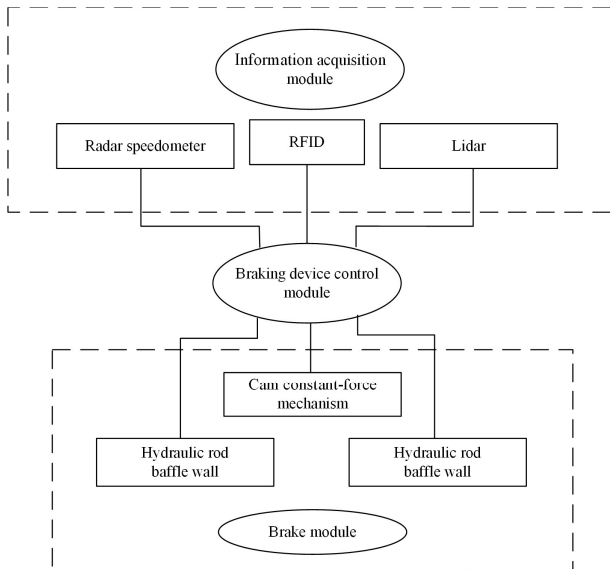 Information acquisition
module
Radar speedometer
RFID
Lidar
Braking device control
module
Cam constant-force
mechanism
Hydraulic rod
baffle wall
Hydraulic rod
baffle wall
Brake module